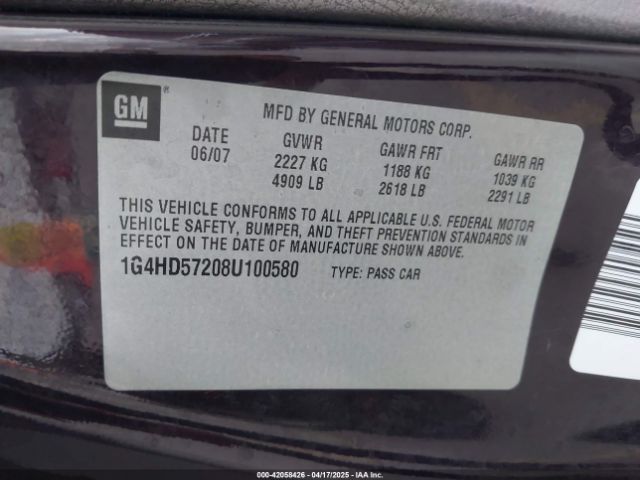 GM®
MFD BY GENERAL MOTORS CORP.
DATE GVWR GAWR FRT GAWR RR
06/07 2227 KG 1188 KG 1039 KG
4909 LB 2618 LB 2291 LB
THIS VEHICLE CONFORMS TO ALL APPLICABLE U.S. FEDERAL MOTOR
VEHICLE SAFETY, BUMPER, AND THEFT PREVENTION STANDARDS IN
EFFECT ON THE DATE OF MANUFACTURE SHOWN ABOVE.
1G4HD57208U100580 TYPE: PASS CAR
000-42058426 - 04/17/2025 - IAA Inc.